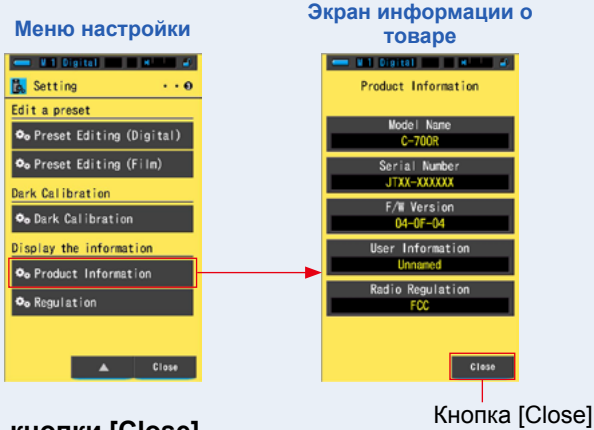 Меню настройки
M 1 Digital
Setting
Edit a preset
Preset Editing (Digital)
Preset Editing (Film)
Dark Calibration
Dark Calibration
Display the information
Product Information
Regulation
▲ Close
Экран информации о
товаре
M 1 Digital
Product Information
Model Name
C-700R
Serial Number
JTXX-XXXXXX
F/W Version
04-0F-04
User Information
Unnamed
Radio Regulation
FCC
Close
Кнопка [Close]
кнопки [Close]